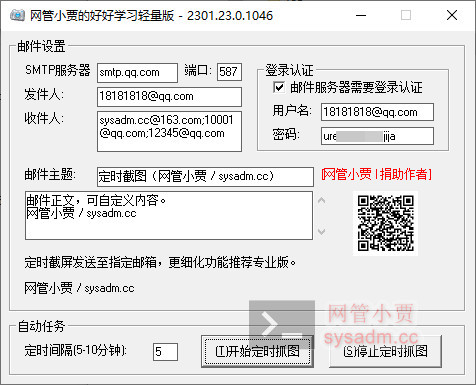 网管小贾的好好学习轻量版 - 2301.23.0.1046
邮件设置
SMTP服务器 smtp.qq.com 端口: 587
发件人: 18181818@qq.com
收件人: sysadm.cc@163.com;10001
@qq.com;12345@qq.com
登录认证
邮件服务器需要登录认证
用户名: 18181818@qq.com
密码: ure jija
邮件主题: 定时截图（网管小贾 / sysadm.cc）
[网管小贾 | 捐助作者]
邮件正文，可自定义内容。
网管小贾 / sysadm.cc
定时截屏发送至指定邮箱，更细化功能推荐专业版。
网管小贾 / sysadm.cc
自动任务
定时间隔(5-10分钟): 5
(T)开始定时抓图
(S)停止定时抓图
网管小贾
sysadm.cc